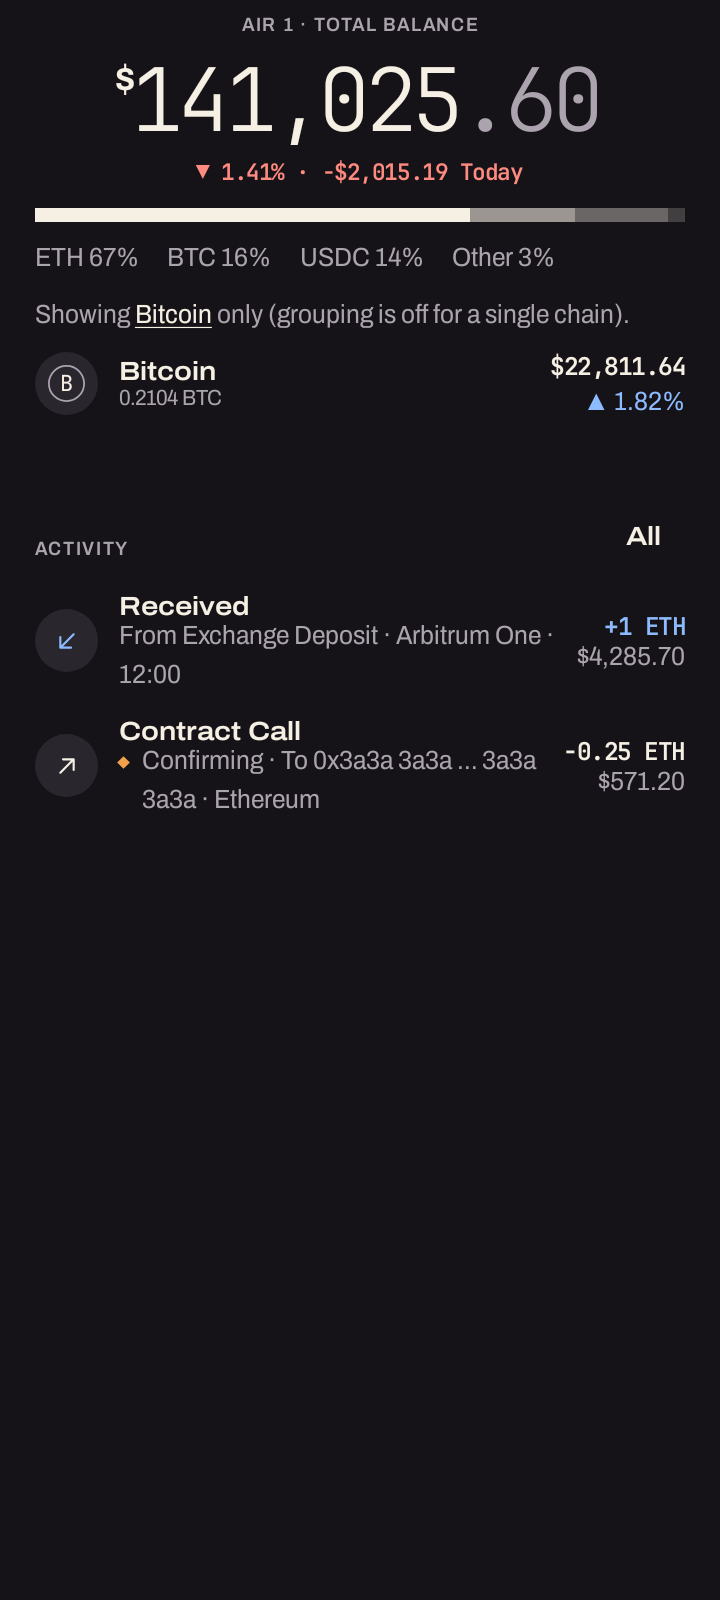 AIR 1 · TOTAL BALANCE
$141,025.60
▼ 1.41% · -$2,015.19 Today
ETH 67% BTC 16% USDC 14% Other 3%
Showing Bitcoin only (grouping is off for a single chain).
B
Bitcoin
0.2104 BTC
$22,811.64
▲ 1.82%
ACTIVITY
All
Received
From Exchange Deposit · Arbitrum One ·
12:00
+1 ETH
$4,285.70
Contract Call
Confirming · To 0x3a3a 3a3a ... 3a3a
3a3a · Ethereum
-0.25 ETH
$571.20